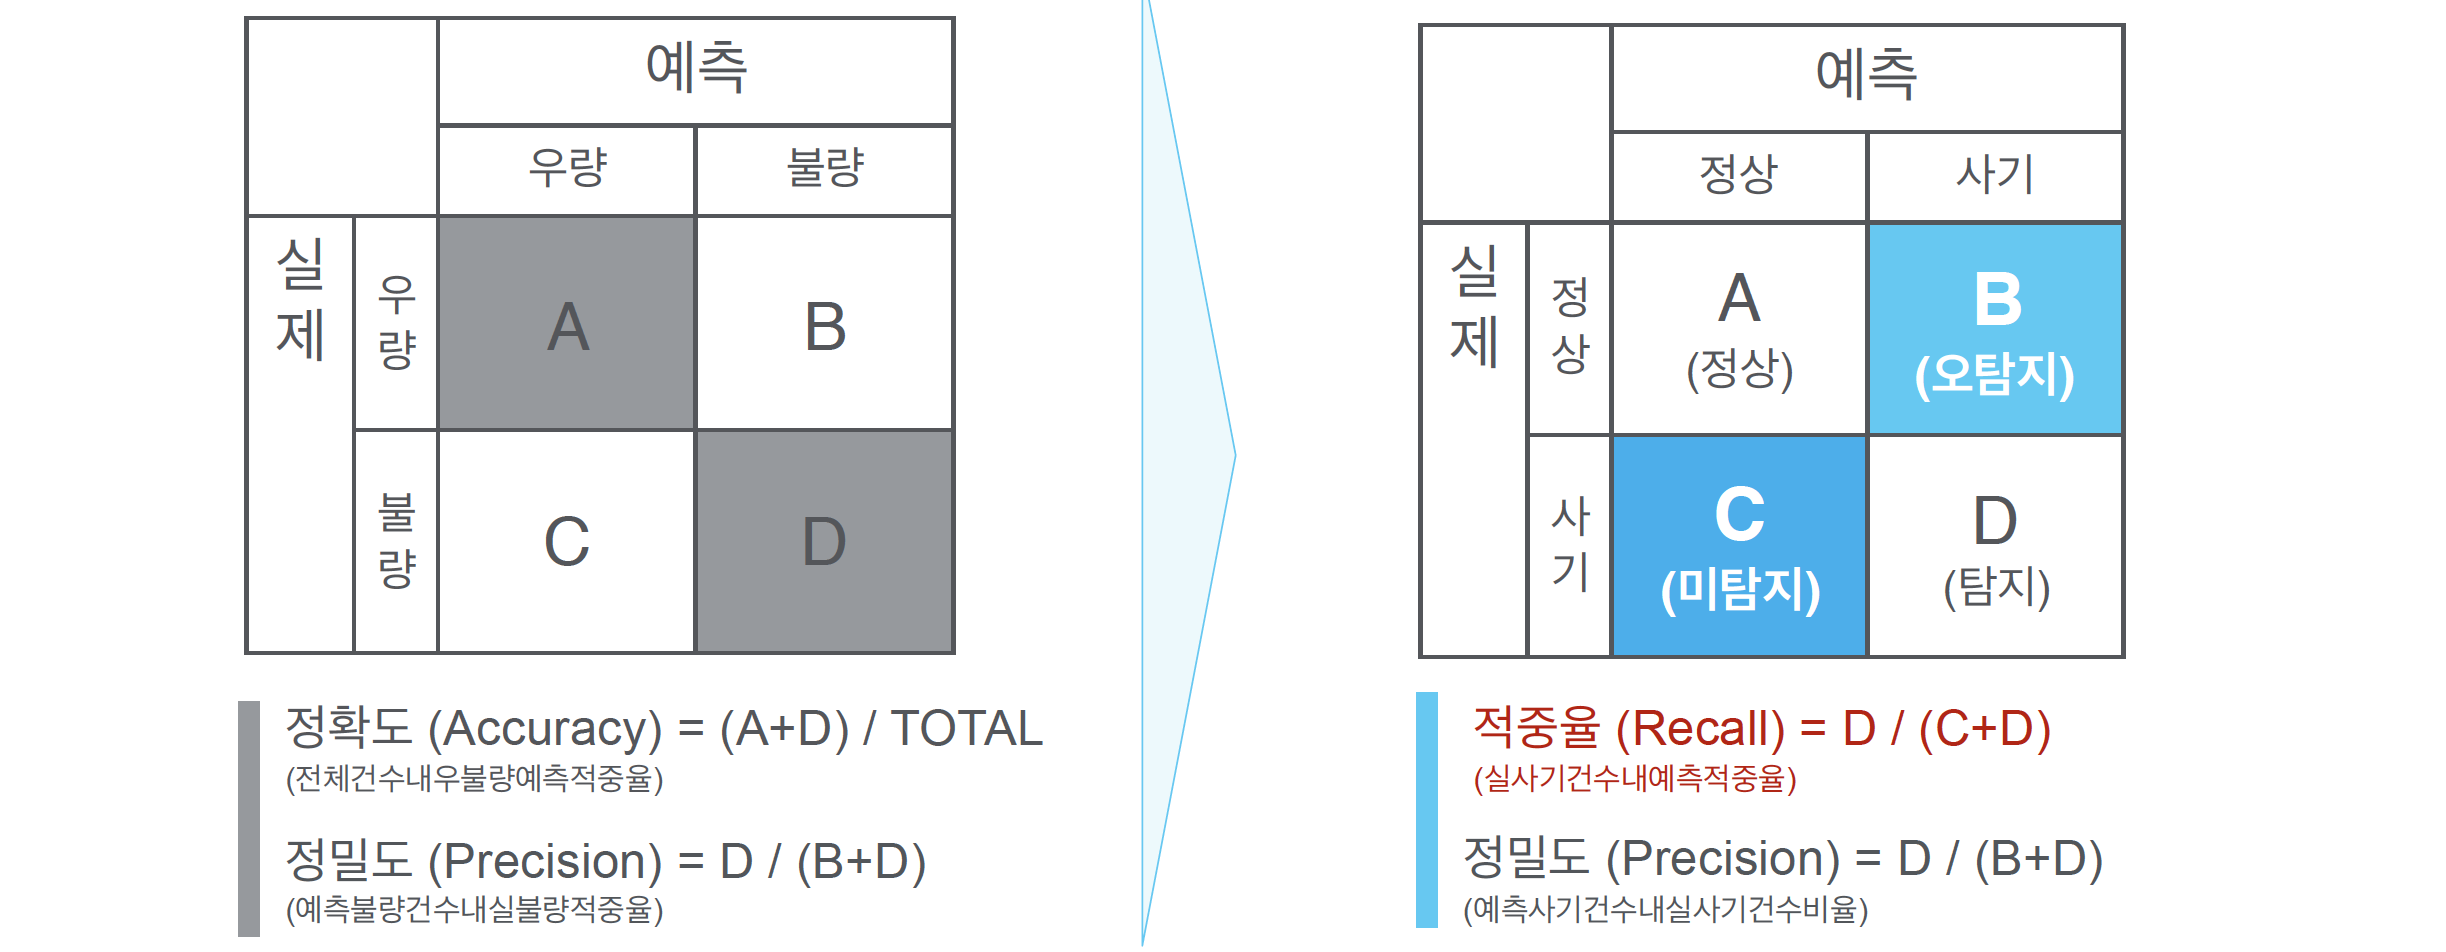 예측
우량
불량
실제
우량
A
B
불량
C
D
정확도 (Accuracy) = (A+D) / TOTAL
(전체건수내우불량예측적중율)
정밀도 (Precision) = D / (B+D)
(예측불량건수내실불량적중율)
예측
정상
사기
실제
정상
A
(정상)
B
(오탐지)
사기
C
(미탐지)
D
(탐지)
적중율 (Recall) = D / (C+D)
(실사기건수내예측적중율)
정밀도 (Precision) = D / (B+D)
(예측사기건수내실사기건수비율)